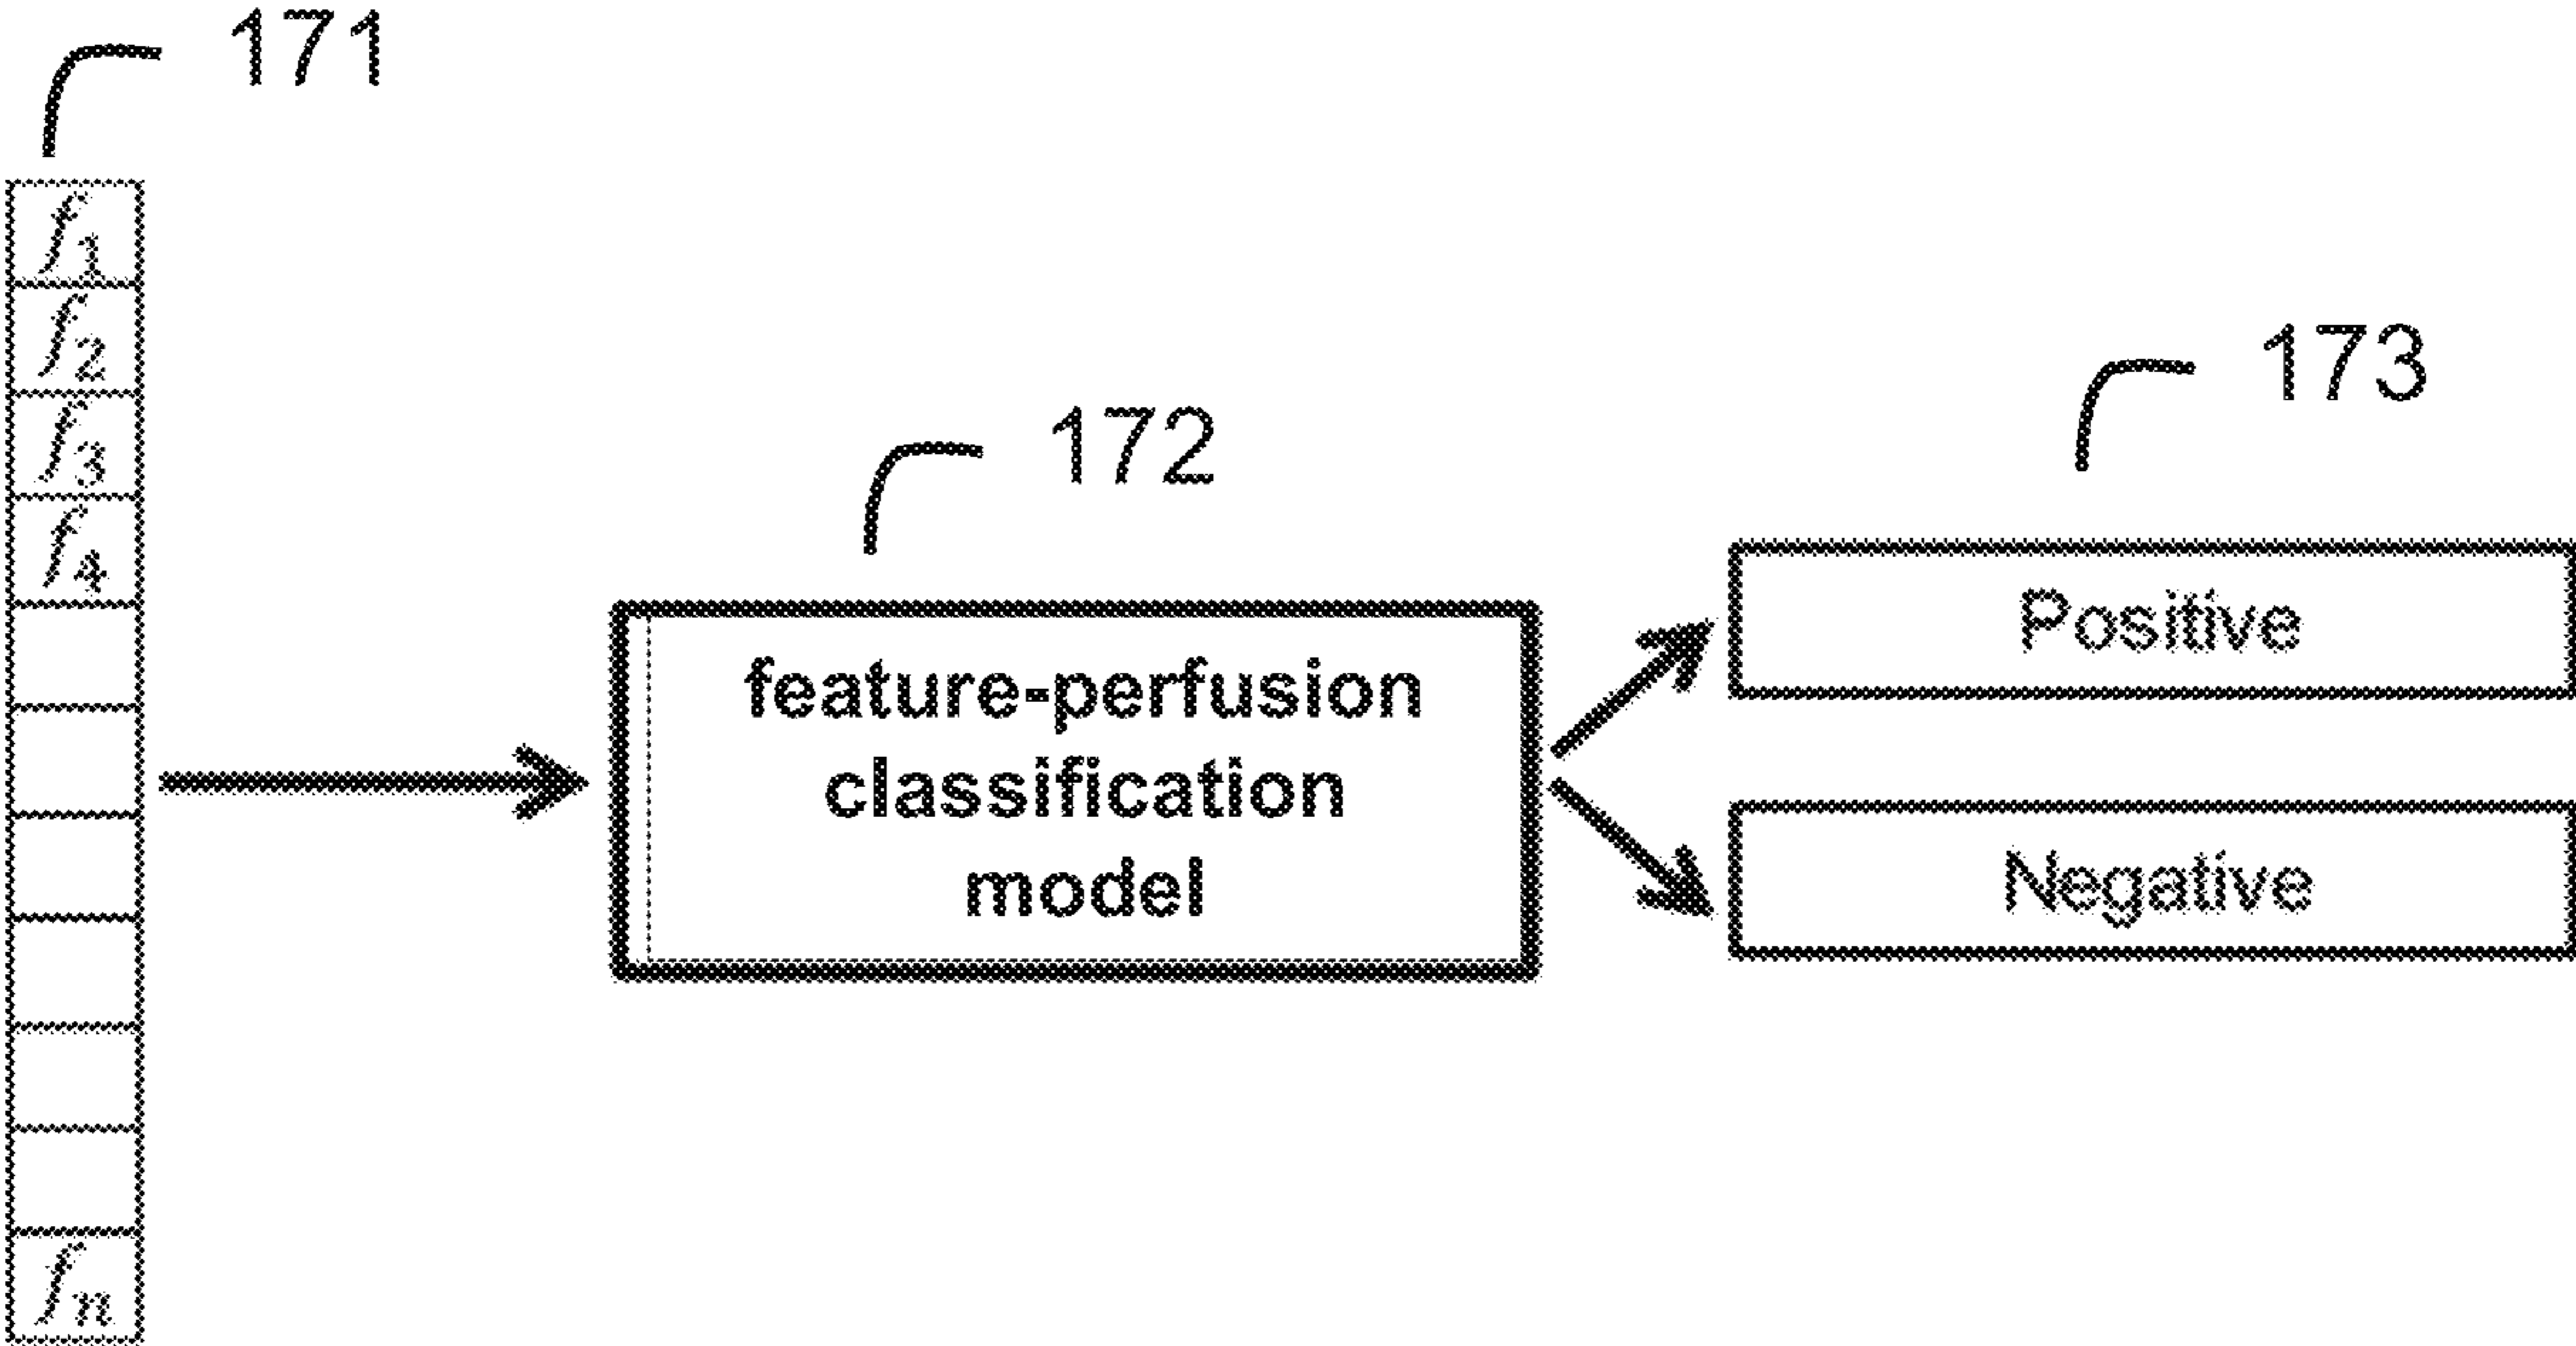 171
f1
f2
f3
f4
fn
172
feature-perfusion
classification
model
173
Positive
Negative